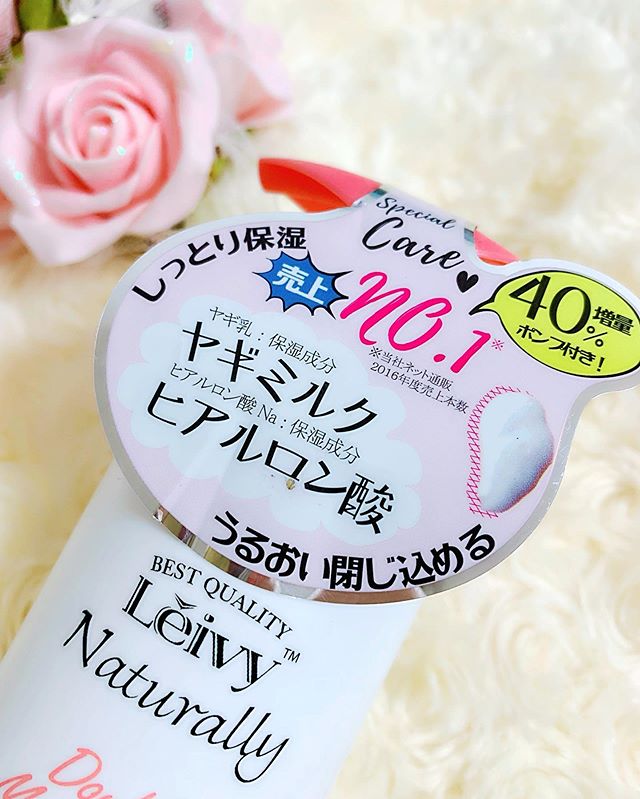 Special
Care
しっとり保湿
売上
NO.1※
40%増量
ポンプ付き!
※当社ネット通販
2016年度売上本数
ヤギ乳:保湿成分
ヤギミルク
ヒアルロン酸Na:保湿成分
ヒアルロン酸
うるおい閉じ込める
BEST QUALITY
Leivy™
Naturally